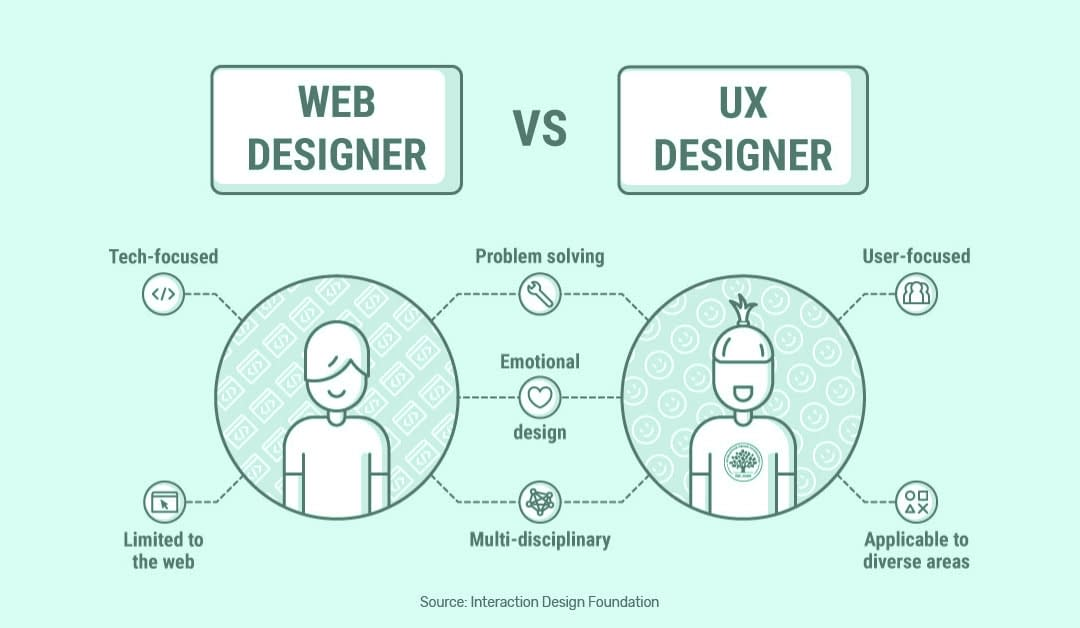 WEB
DESIGNER
VS
UX
DESIGNER
Tech-focused
Problem solving
User-focused
Emotional
design
Limited to
the web
Multi-disciplinary
Applicable to
diverse areas
Source: Interaction Design Foundation